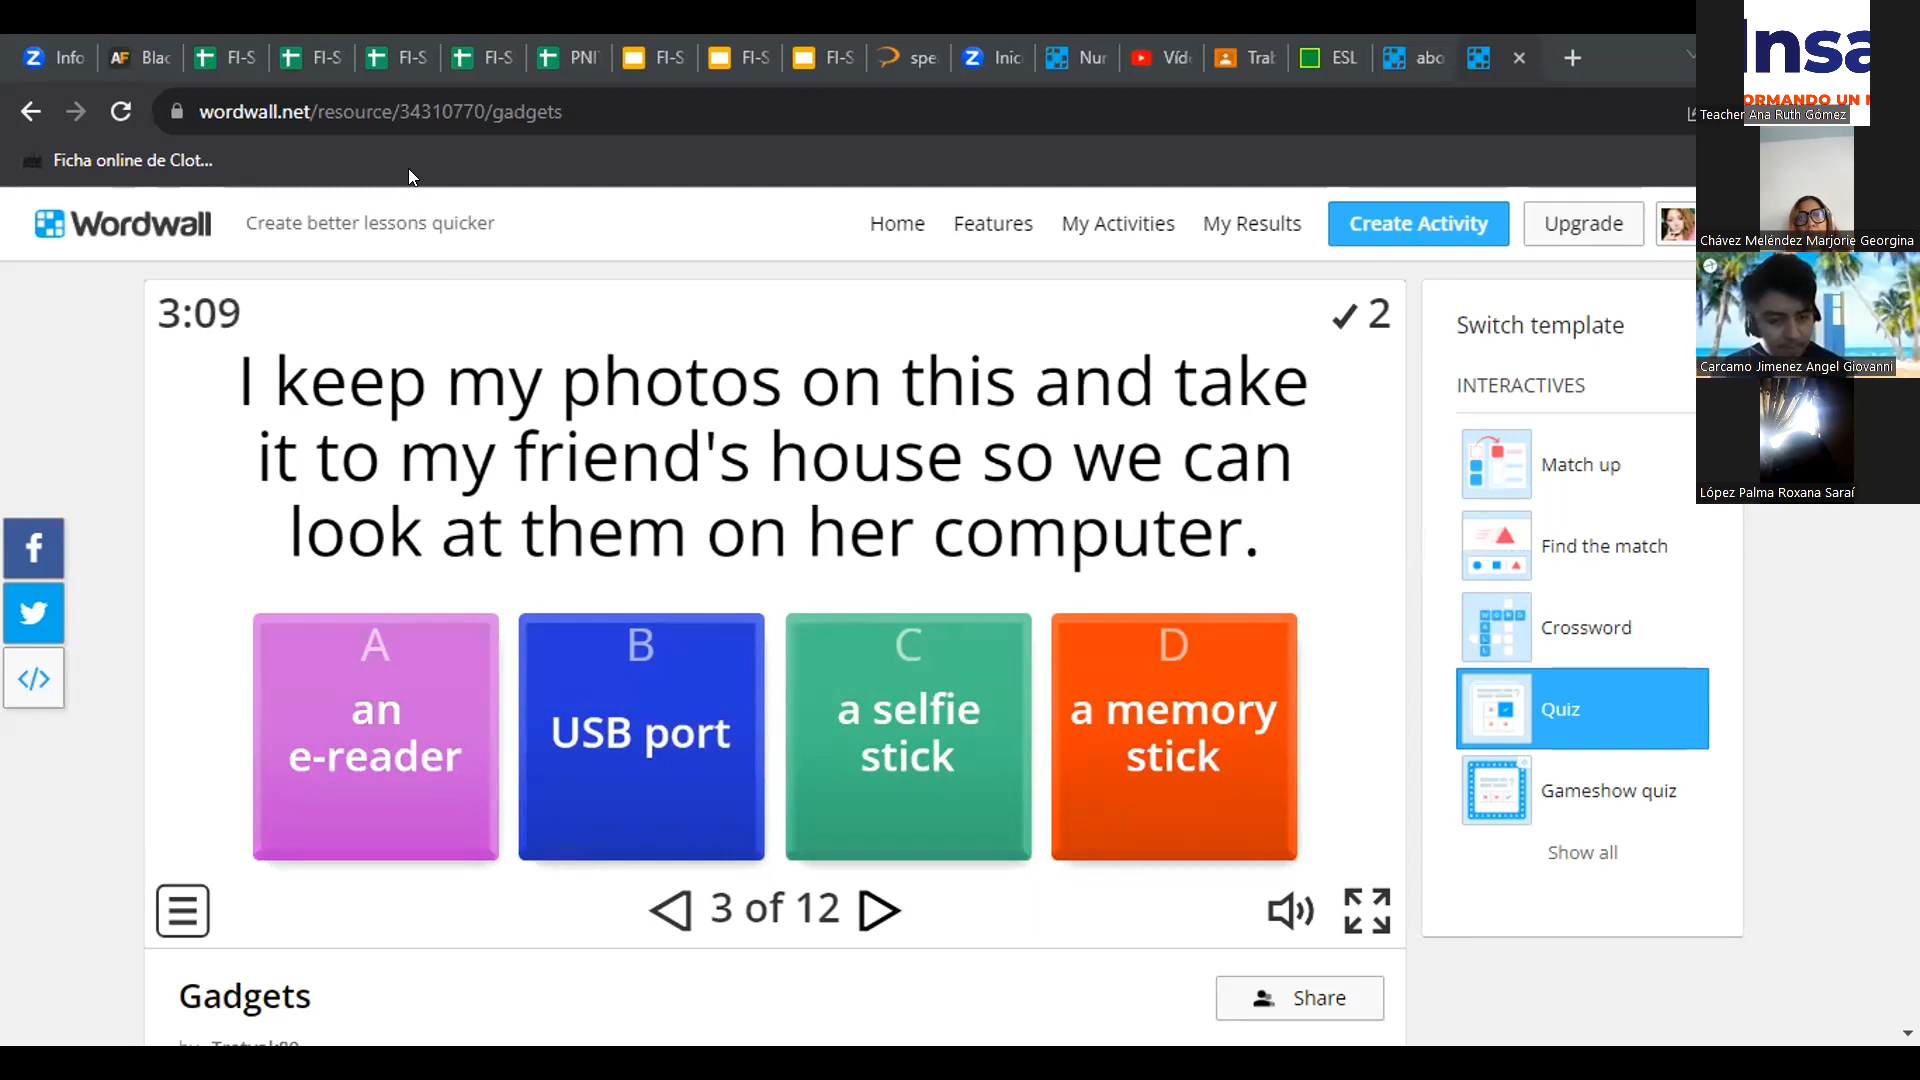 Info
AF Blac
FI-S
FI-S
FI-S
FI-S
PNI
FI-S
FI-S
FI-S
spe
Inic
Nur
Víd
Trab
ESL
abc
wordwall.net/resource/34310770/gadgets
Ficha online de Clot...
Wordwall
Create better lessons quicker
Home
Features
My Activities
My Results
Create Activity
Upgrade
3:09
2
I keep my photos on this and take
it to my friend's house so we can
look at them on her computer.
A
an
e-reader
B
USB port
C
a selfie
stick
D
a memory
stick
3 of 12
Gadgets
Share
Switch template
INTERACTIVES
Match up
Find the match
Crossword
Quiz
Gameshow quiz
Show all
Insa
ORMANDO UN
Teacher Ana Ruth Gómez
Chávez Meléndez Marjorie Georgina
Carcamo Jimenez Angel Giovanni
López Palma Roxana Saraí